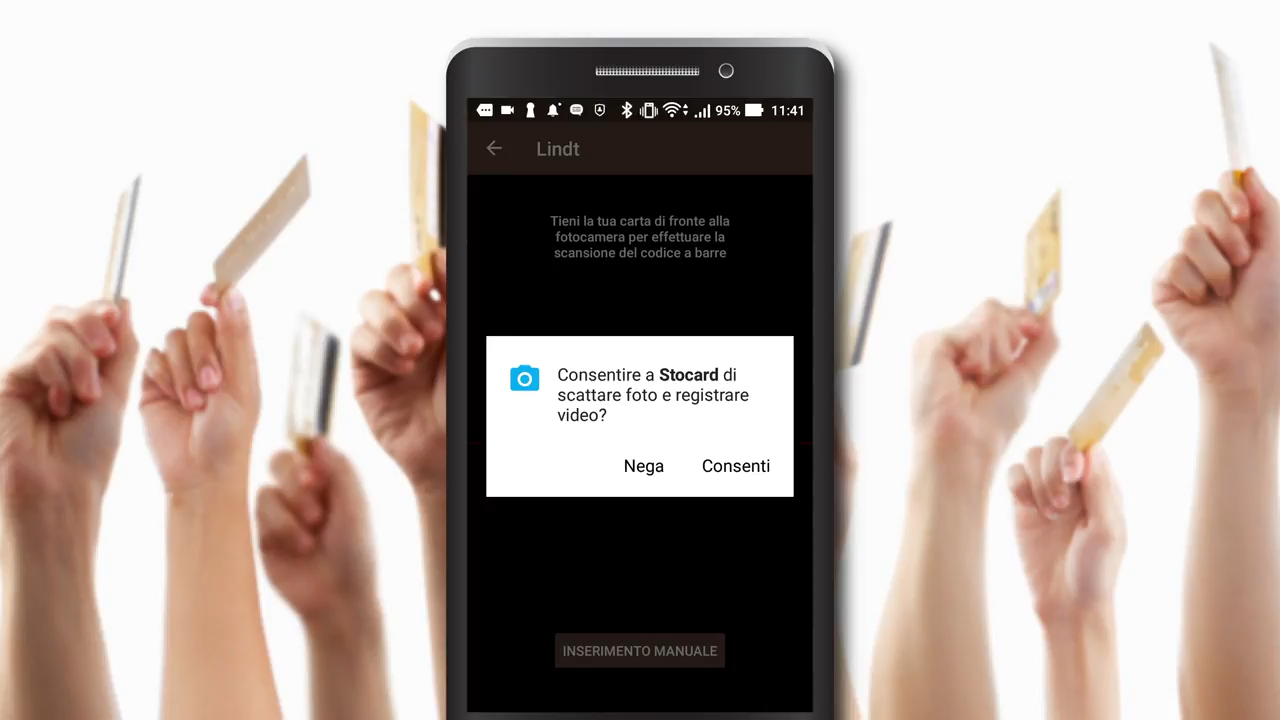 95% 11:41
Lindt
Tieni la tua carta di fronte alla
fotocamera per effettuare la
scansione del codice a barre
Consentire a Stocard di
scattare foto e registrare
video?
Nega Consenti
INSERIMENTO MANUALE